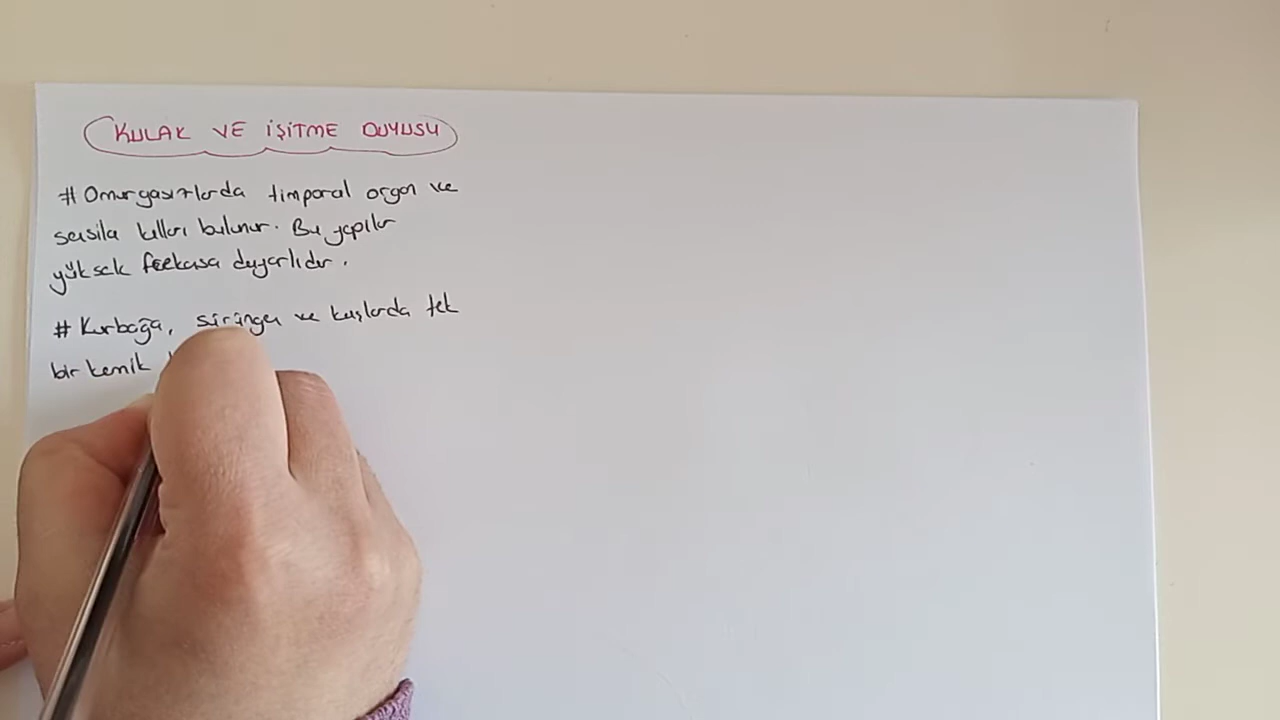 KULAK VE İŞİTME DUYUSU
# Omurgasızlarda timpanal organ ve
sensila kılları bulunur. Bu yapılar
yüksek frekansa duyarlıdır.
# Kurbağa, sürüngen ve kuşlarda tek
bir kemik